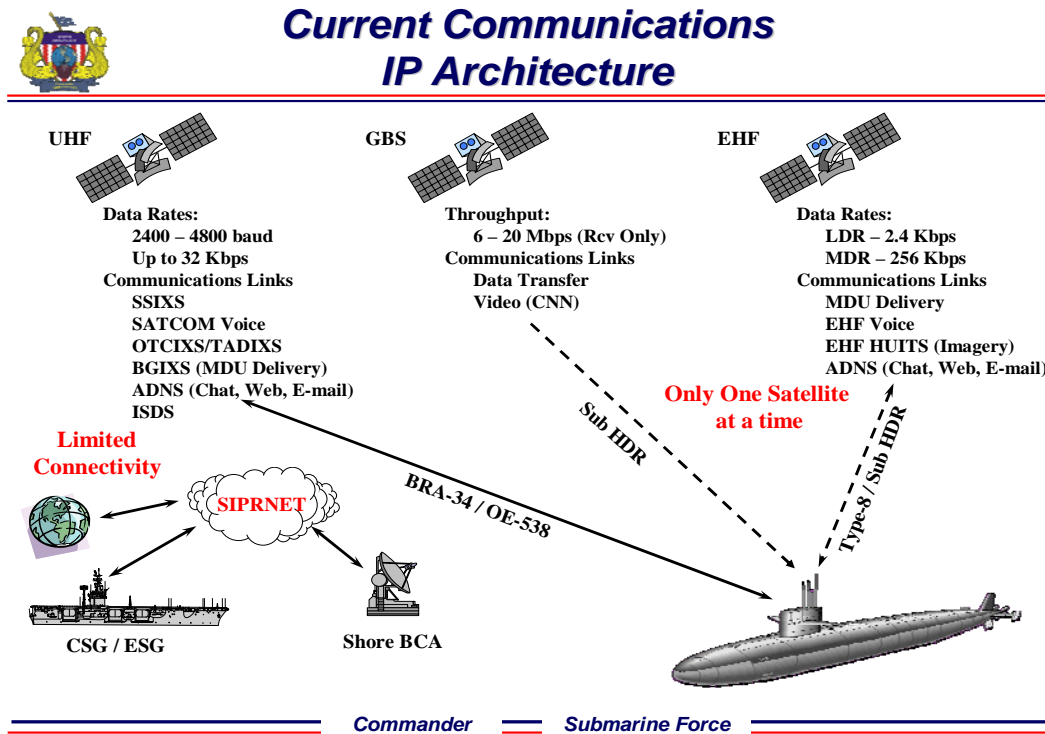 Current Communications
IP Architecture
UHF
Data Rates:
2400 – 4800 baud
Up to 32 Kbps
Communications Links
SSIXS
SATCOM Voice
OTCIXS/TADIXS
BGIXS (MDU Delivery)
ADNS (Chat, Web, E-mail)
ISDS
GBS
Throughput:
6 – 20 Mbps (Rcv Only)
Communications Links
Data Transfer
Video (CNN)
EHF
Data Rates:
LDR – 2.4 Kbps
MDR – 256 Kbps
Communications Links
MDU Delivery
EHF Voice
EHF HUITS (Imagery)
ADNS (Chat, Web, E-mail)
Only One Satellite
at a time
Sub HDR
Type-8 / Sub HDR
BRA-34 / OE-538
Limited
Connectivity
SIPRNET
CSG / ESG
Shore BCA
Commander
Submarine Force